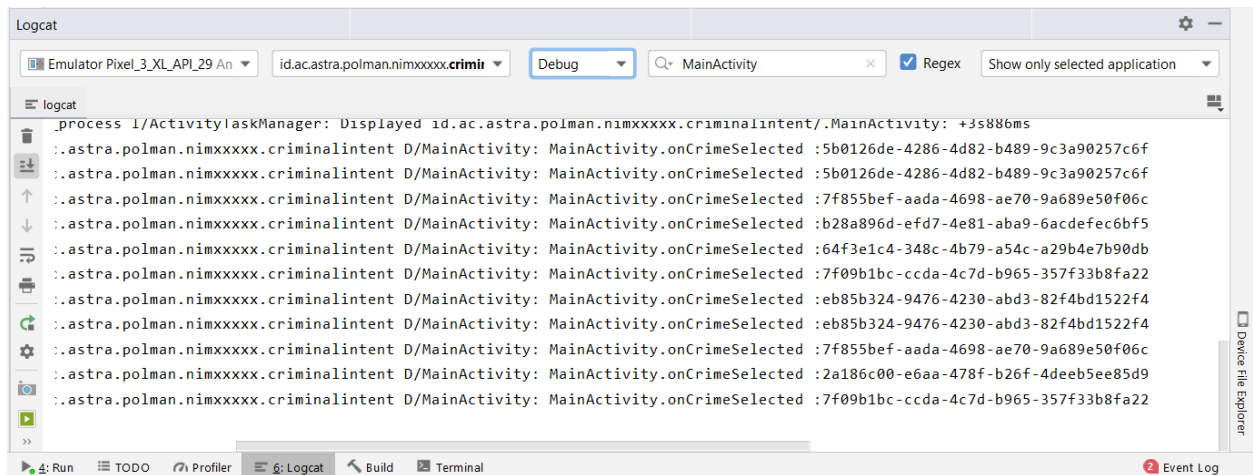 Logcat
Emulator Pixel_3_XL_API_29 An
id.ac.astra.polman.nimxxxxx.crimir
Debug
MainActivity
Regex
Show only selected application
logcat
_process I/ActivityTaskManager: Displayed id.ac.astra.polman.nimxxxxx.criminalintent/.MainActivity: +3s886ms
:.astra.polman.nimxxxxx.criminalintent D/MainActivity: MainActivity.onCrimeSelected :5b0126de-4286-4d82-b489-9c3a90257c6f
:.astra.polman.nimxxxxx.criminalintent D/MainActivity: MainActivity.onCrimeSelected :5b0126de-4286-4d82-b489-9c3a90257c6f
:.astra.polman.nimxxxxx.criminalintent D/MainActivity: MainActivity.onCrimeSelected :7f855bef-aada-4698-ae70-9a689e50f06c
:.astra.polman.nimxxxxx.criminalintent D/MainActivity: MainActivity.onCrimeSelected :b28a896d-efd7-4e81-aba9-6acdefec6bf5
:.astra.polman.nimxxxxx.criminalintent D/MainActivity: MainActivity.onCrimeSelected :64f3e1c4-348c-4b79-a54c-a29b4e7b90db
:.astra.polman.nimxxxxx.criminalintent D/MainActivity: MainActivity.onCrimeSelected :7f09b1bc-ccda-4c7d-b965-357f33b8fa22
:.astra.polman.nimxxxxx.criminalintent D/MainActivity: MainActivity.onCrimeSelected :eb85b324-9476-4230-abd3-82f4bd1522f4
:.astra.polman.nimxxxxx.criminalintent D/MainActivity: MainActivity.onCrimeSelected :eb85b324-9476-4230-abd3-82f4bd1522f4
:.astra.polman.nimxxxxx.criminalintent D/MainActivity: MainActivity.onCrimeSelected :7f855bef-aada-4698-ae70-9a689e50f06c
:.astra.polman.nimxxxxx.criminalintent D/MainActivity: MainActivity.onCrimeSelected :2a186c00-e6aa-478f-b26f-4deeb5ee85d9
:.astra.polman.nimxxxxx.criminalintent D/MainActivity: MainActivity.onCrimeSelected :7f09b1bc-ccda-4c7d-b965-357f33b8fa22
Device File Explorer
4: Run
TODO
Profiler
6: Logcat
Build
Terminal
2 Event Log